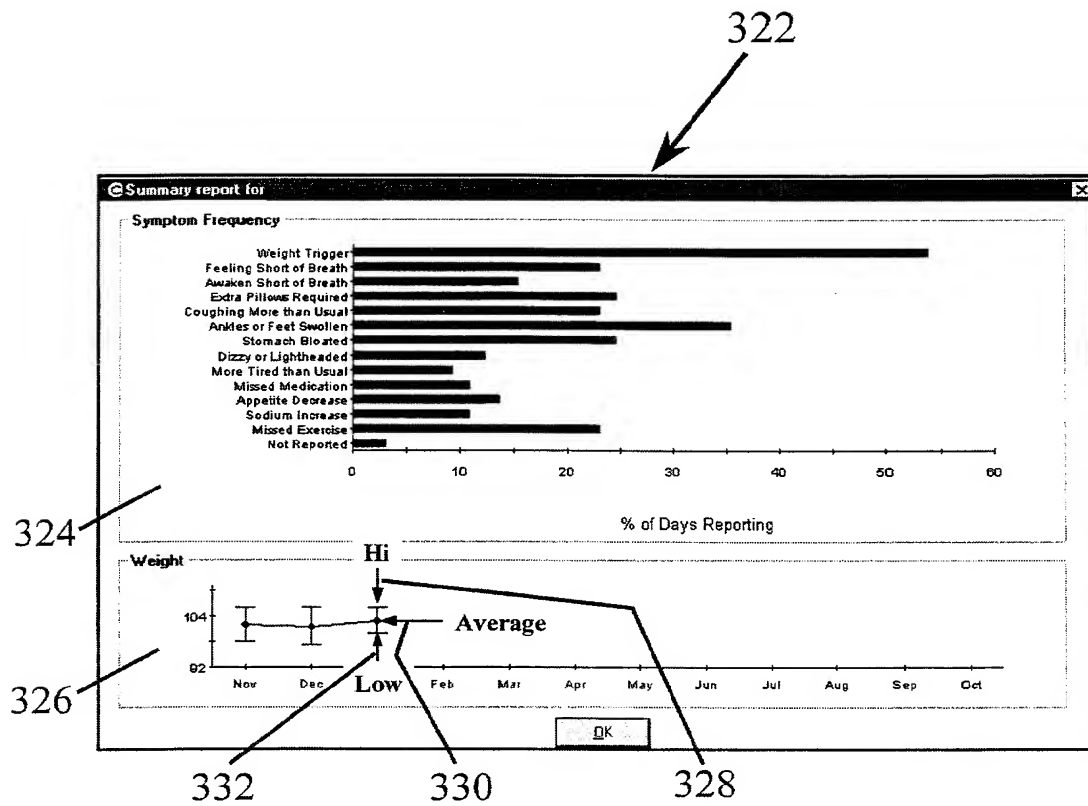 322
Summary report for
Symptom Frequency
Weight Trigger
Feeling Short of Breath
Awaken Short of Breath
Extra Pillows Required
Coughing More than Usual
Ankles or Feet Swollen
Stomach Bloated
Dizzy or Lightheaded
More Tired than Usual
Missed Medication
Appetite Decrease
Sodium Increase
Missed Exercise
Not Reported
0 10 20 30 40 50 60
% of Days Reporting
324
Weight
Hi
104
Average
92
Low
Nov Dec Feb Mar Apr May Jun Jul Aug Sep Oct
326
OK
332 330 328